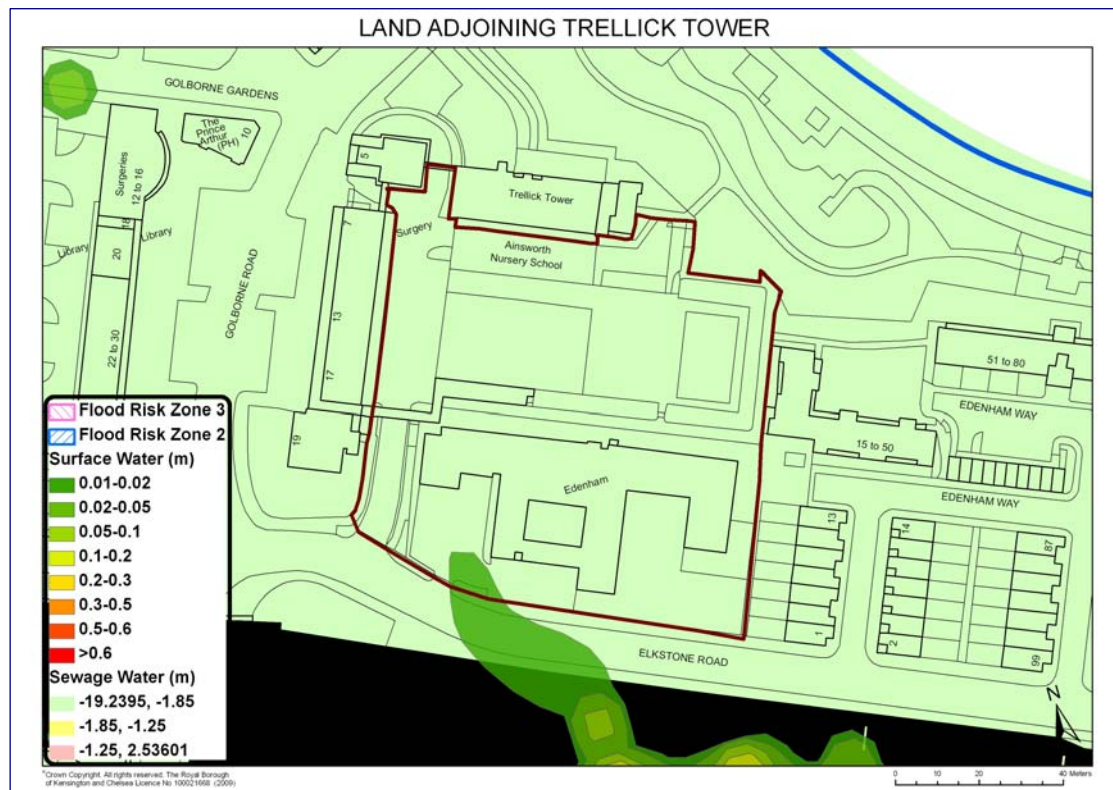 LAND ADJOINING TRELLICK TOWER
GOLBORNE GARDENS
The
Prince
Arthur
(PH)
10
5
Surgeries
12 to 16
Trellick Tower
18
Library
Library
20
7
Surgery
Ainsworth
Nursery School
GOLBORNE ROAD
13
22 to 30
17
51 to 80
EDENHAM WAY
19
15 to 50
Edenham
EDENHAM WAY
13
14
87
1
2
99
ELKSTONE ROAD
Flood Risk Zone 3
Flood Risk Zone 2
Surface Water (m)
0.01-0.02
0.02-0.05
0.05-0.1
0.1-0.2
0.2-0.3
0.3-0.5
0.5-0.6
>0.6
Sewage Water (m)
-19.2395, -1.85
-1.85, -1.25
-1.25, 2.53601
N
©Crown Copyright. All rights reserved. The Royal Borough
of Kensington and Chelsea Licence No 100021668 (2009)
0 10 20 40 Meters